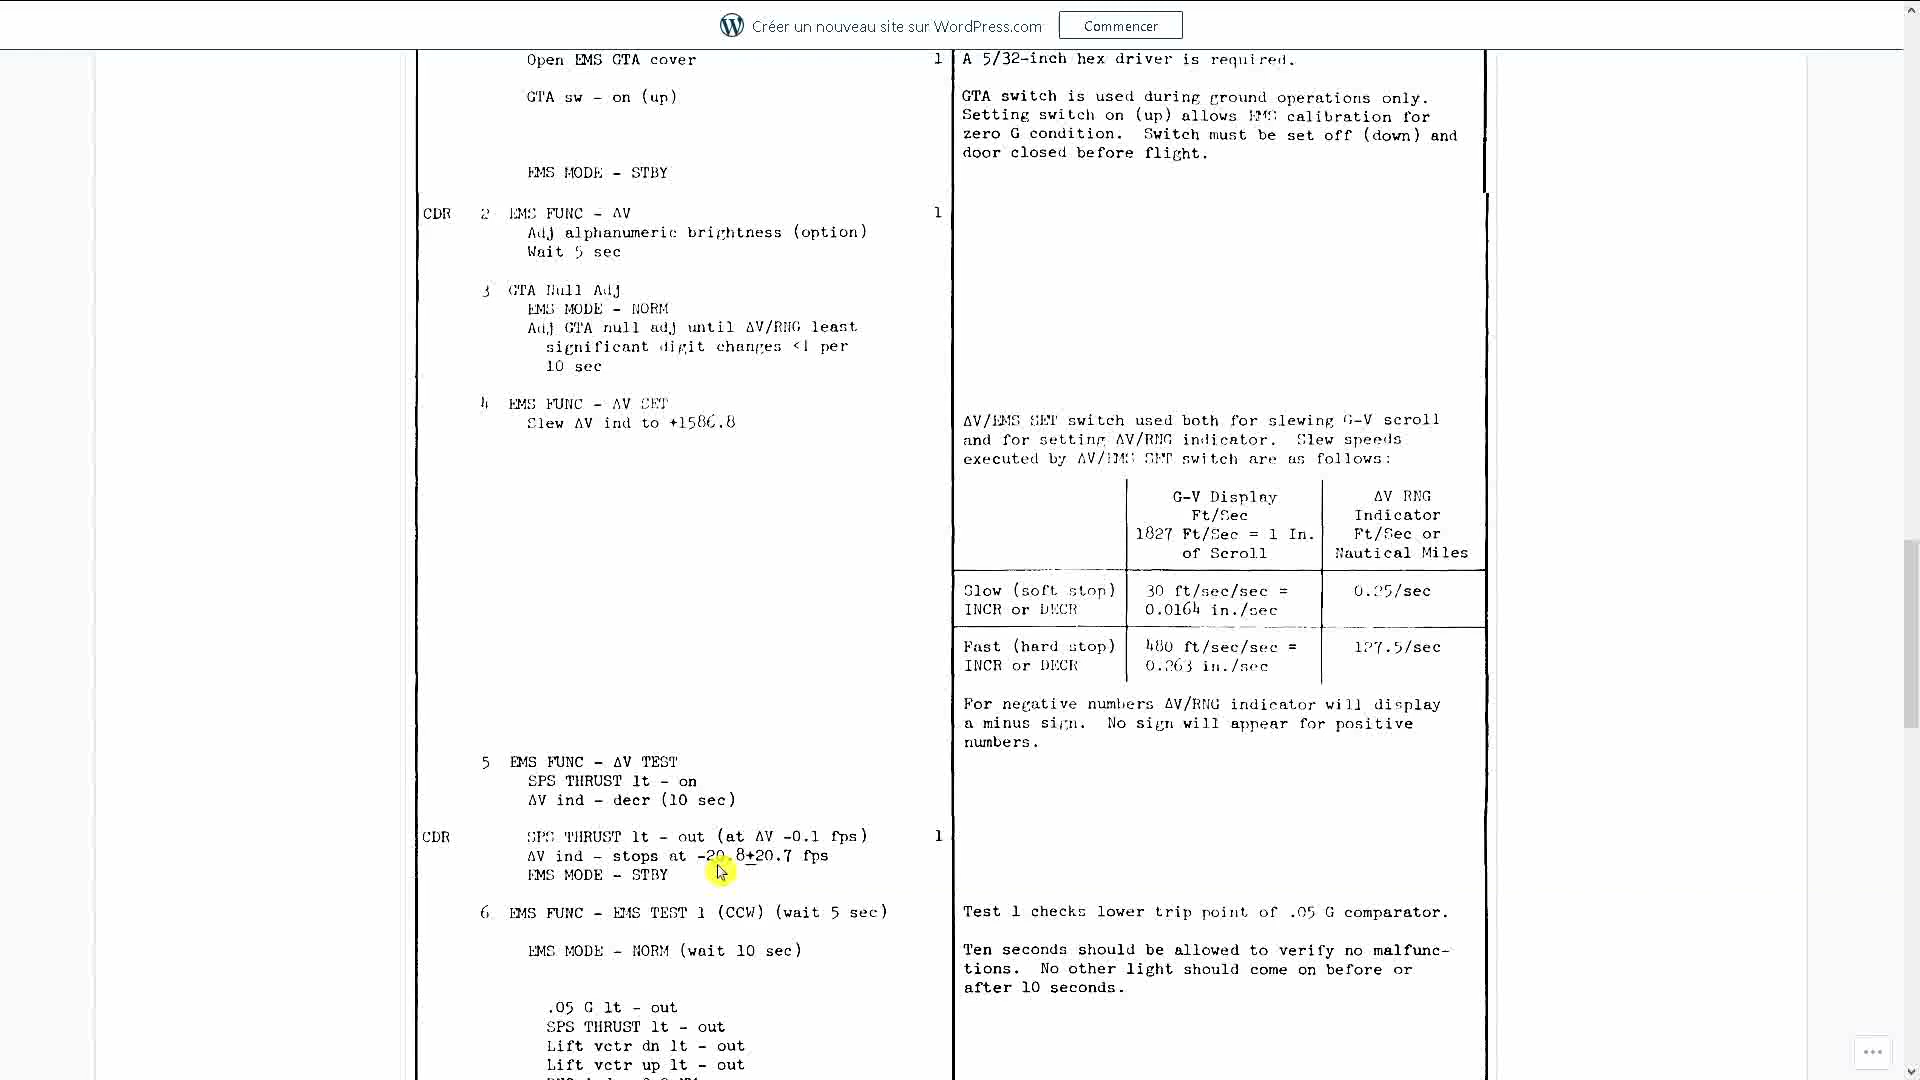 Créer un nouveau site sur WordPress.com
Commencer
Open EMS GTA cover 1
GTA sw - on (up)
EMS MODE - STBY
CDR 2 EMS FUNC - ΔV 1
Adj alphanumeric brightness (option)
Wait 5 sec
3 GTA Null Adj
EMS MODE - NORM
Adj GTA null adj until ΔV/RNG least
significant digit changes <1 per
10 sec
4 EMS FUNC - ΔV SET
Slew ΔV ind to +1586.8
5 EMS FUNC - ΔV TEST
SPS THRUST lt - on
ΔV ind - decr (10 sec)
CDR SPS THRUST lt - out (at ΔV -0.1 fps) 1
ΔV ind - stops at -20.8±20.7 fps
EMS MODE - STBY
6 EMS FUNC - EMS TEST 1 (CCW) (wait 5 sec)
EMS MODE - NORM (wait 10 sec)
.05 G lt - out
SPS THRUST lt - out
Lift vctr dn lt - out
Lift vctr up lt - out
A 5/32-inch hex driver is required.
GTA switch is used during ground operations only.
Setting switch on (up) allows EMS calibration for
zero G condition. Switch must be set off (down) and
door closed before flight.
ΔV/EMS SET switch used both for slewing G-V scroll
and for setting ΔV/RNG indicator. Slew speeds
executed by ΔV/EMS SET switch are as follows:
G-V Display
Ft/Sec
1827 Ft/Sec = 1 In.
of Scroll
ΔV RNG
Indicator
Ft/Sec or
Nautical Miles
Slow (soft stop) 30 ft/sec/sec = 0.25/sec
INCR or DECR 0.0164 in./sec
Fast (hard stop) 480 ft/sec/sec = 127.5/sec
INCR or DECR 0.263 in./sec
For negative numbers ΔV/RNG indicator will display
a minus sign. No sign will appear for positive
numbers.
Test 1 checks lower trip point of .05 G comparator.
Ten seconds should be allowed to verify no malfunc-
tions. No other light should come on before or
after 10 seconds.